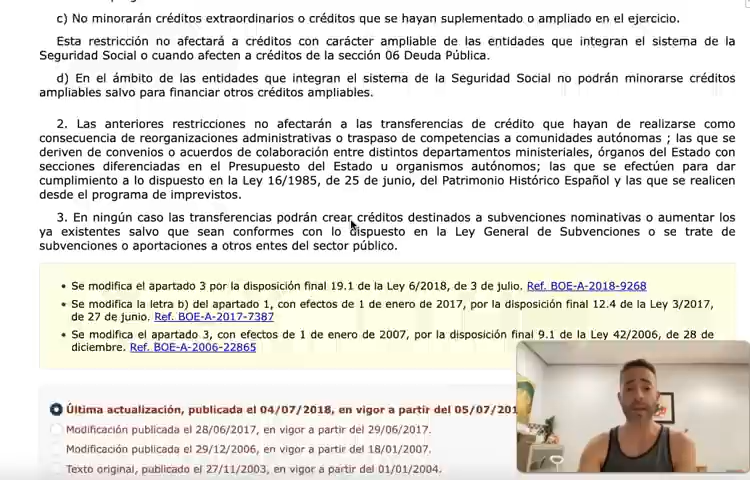 c) No minorarán créditos extraordinarios o créditos que se hayan suplementado o ampliado en el ejercicio.
Esta restricción no afectará a créditos con carácter ampliable de las entidades que integran el sistema de la
Seguridad Social o cuando afecten a créditos de la sección 06 Deuda Pública.
d) En el ámbito de las entidades que integran el sistema de la Seguridad Social no podrán minorarse créditos
ampliables salvo para financiar otros créditos ampliables.
2. Las anteriores restricciones no afectarán a las transferencias de crédito que hayan de realizarse como
consecuencia de reorganizaciones administrativas o traspaso de competencias a comunidades autónomas ; las que se
deriven de convenios o acuerdos de colaboración entre distintos departamentos ministeriales, órganos del Estado con
secciones diferenciadas en el Presupuesto del Estado u organismos autónomos; las que se efectúen para dar
cumplimiento a lo dispuesto en la Ley 16/1985, de 25 de junio, del Patrimonio Histórico Español y las que se realicen
desde el programa de imprevistos.
3. En ningún caso las transferencias podrán crear créditos destinados a subvenciones nominativas o aumentar los
ya existentes salvo que sean conformes con lo dispuesto en la Ley General de Subvenciones o se trate de
subvenciones o aportaciones a otros entes del sector público.
• Se modifica el apartado 3 por la disposición final 19.1 de la Ley 6/2018, de 3 de julio. Ref. BOE-A-2018-9268
• Se modifica la letra b) del apartado 1, con efectos de 1 de enero de 2017, por la disposición final 12.4 de la Ley 3/2017,
de 27 de junio. Ref. BOE-A-2017-7387
• Se modifica el apartado 3, con efectos de 1 de enero de 2007, por la disposición final 9.1 de la Ley 42/2006, de 28 de
diciembre. Ref. BOE-A-2006-22865
Última actualización, publicada el 04/07/2018, en vigor a partir del 05/07/201
Modificación publicada el 28/06/2017, en vigor a partir del 29/06/2017.
Modificación publicada el 29/12/2006, en vigor a partir del 18/01/2007.
Texto original, publicado el 27/11/2003, en vigor a partir del 01/01/2004.